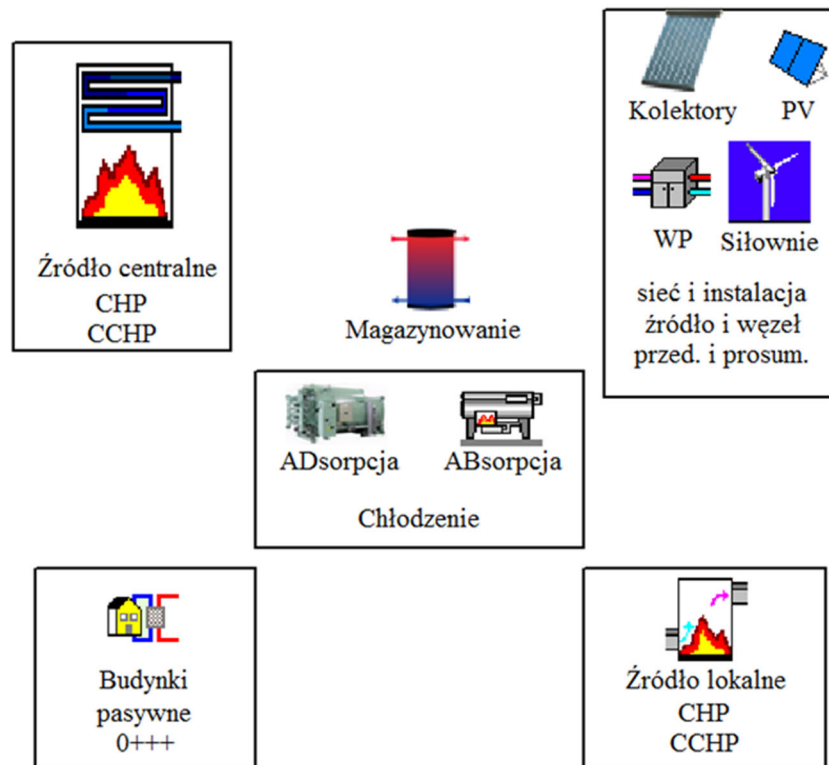 Źródło centralne
CHP
CCHP
Kolektory
PV
WP
Siłownie
sieć i instalacja
źródło i węzeł
przed. i prosum.
Magazynowanie
ADsorpcja
ABsorpcja
Chłodzenie
Budynki
pasywne
0+++
Źródło lokalne
CHP
CCHP